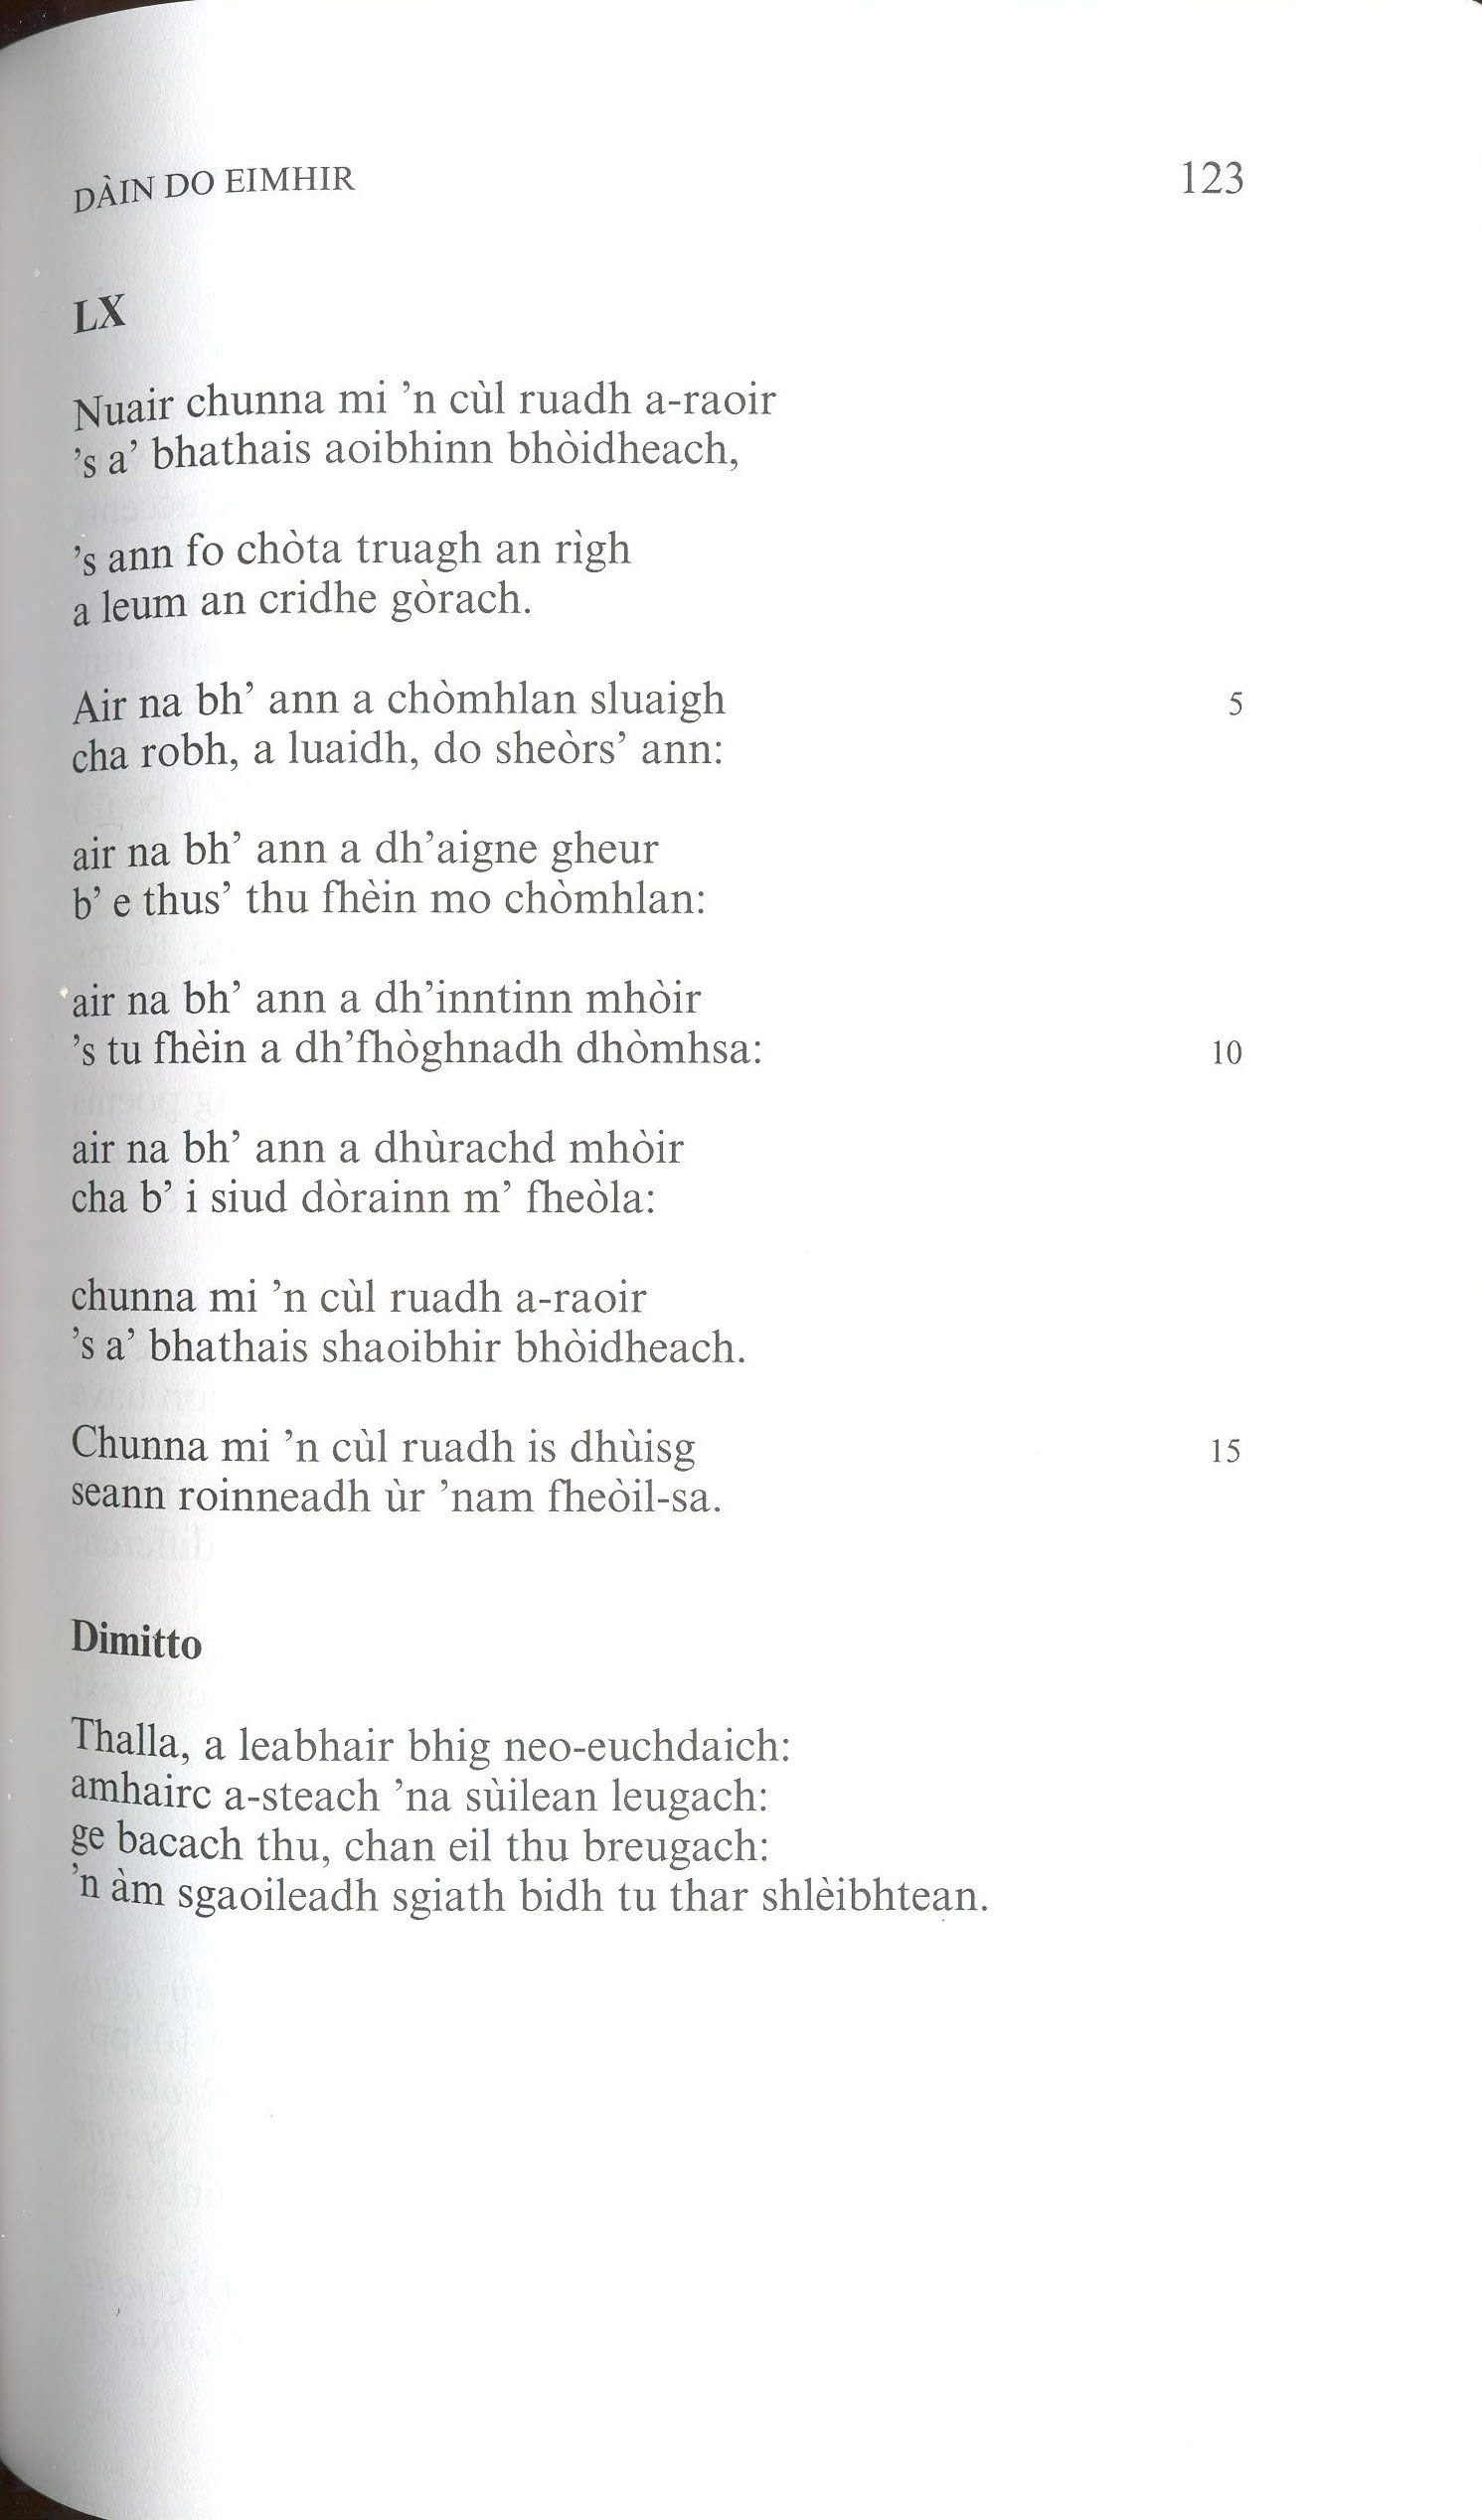 DÀIN DO EIMHIR 123
LX
Nuair chunna mi ’n cùl ruadh a-raoir
’s a’ bhathais aoibhinn bhòidheach,
’s ann fo chòta truagh an rìgh
a leum an cridhe gòrach.
Air na bh’ ann a chòmhlan sluaigh 5
cha robh, a luaidh, do sheòrs’ ann:
air na bh’ ann a dh’aigne gheur
b’ e thus’ thu fhèin mo chòmhlan:
air na bh’ ann a dh’inntinn mhòir
’s tu fhèin a dh’fhòghnadh dhòmhsa: 10
air na bh’ ann a dhùrachd mhòir
cha b’ i siud dòrainn m’ fheòla:
chunna mi ’n cùl ruadh a-raoir
’s a’ bhathais shaoibhir bhòidheach.
Chunna mi ’n cùl ruadh is dhùisg 15
seann roinneadh ùr ’nam fheòil-sa.
Dimitto
Thalla, a leabhair bhig neo-euchdaich:
amhairc a-steach ’na sùilean leugach:
ge bacach thu, chan eil thu breugach:
’n àm sgaoileadh sgiath bidh tu thar shlèibhtean.